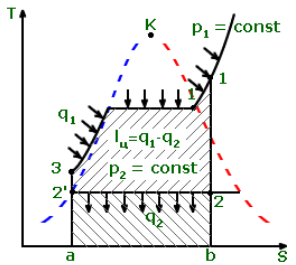 T
K
p₁ = const
1
q₁
1'
lц=q₁-q₂
3
p₂ = const
2'
2
q₂
a
b
S